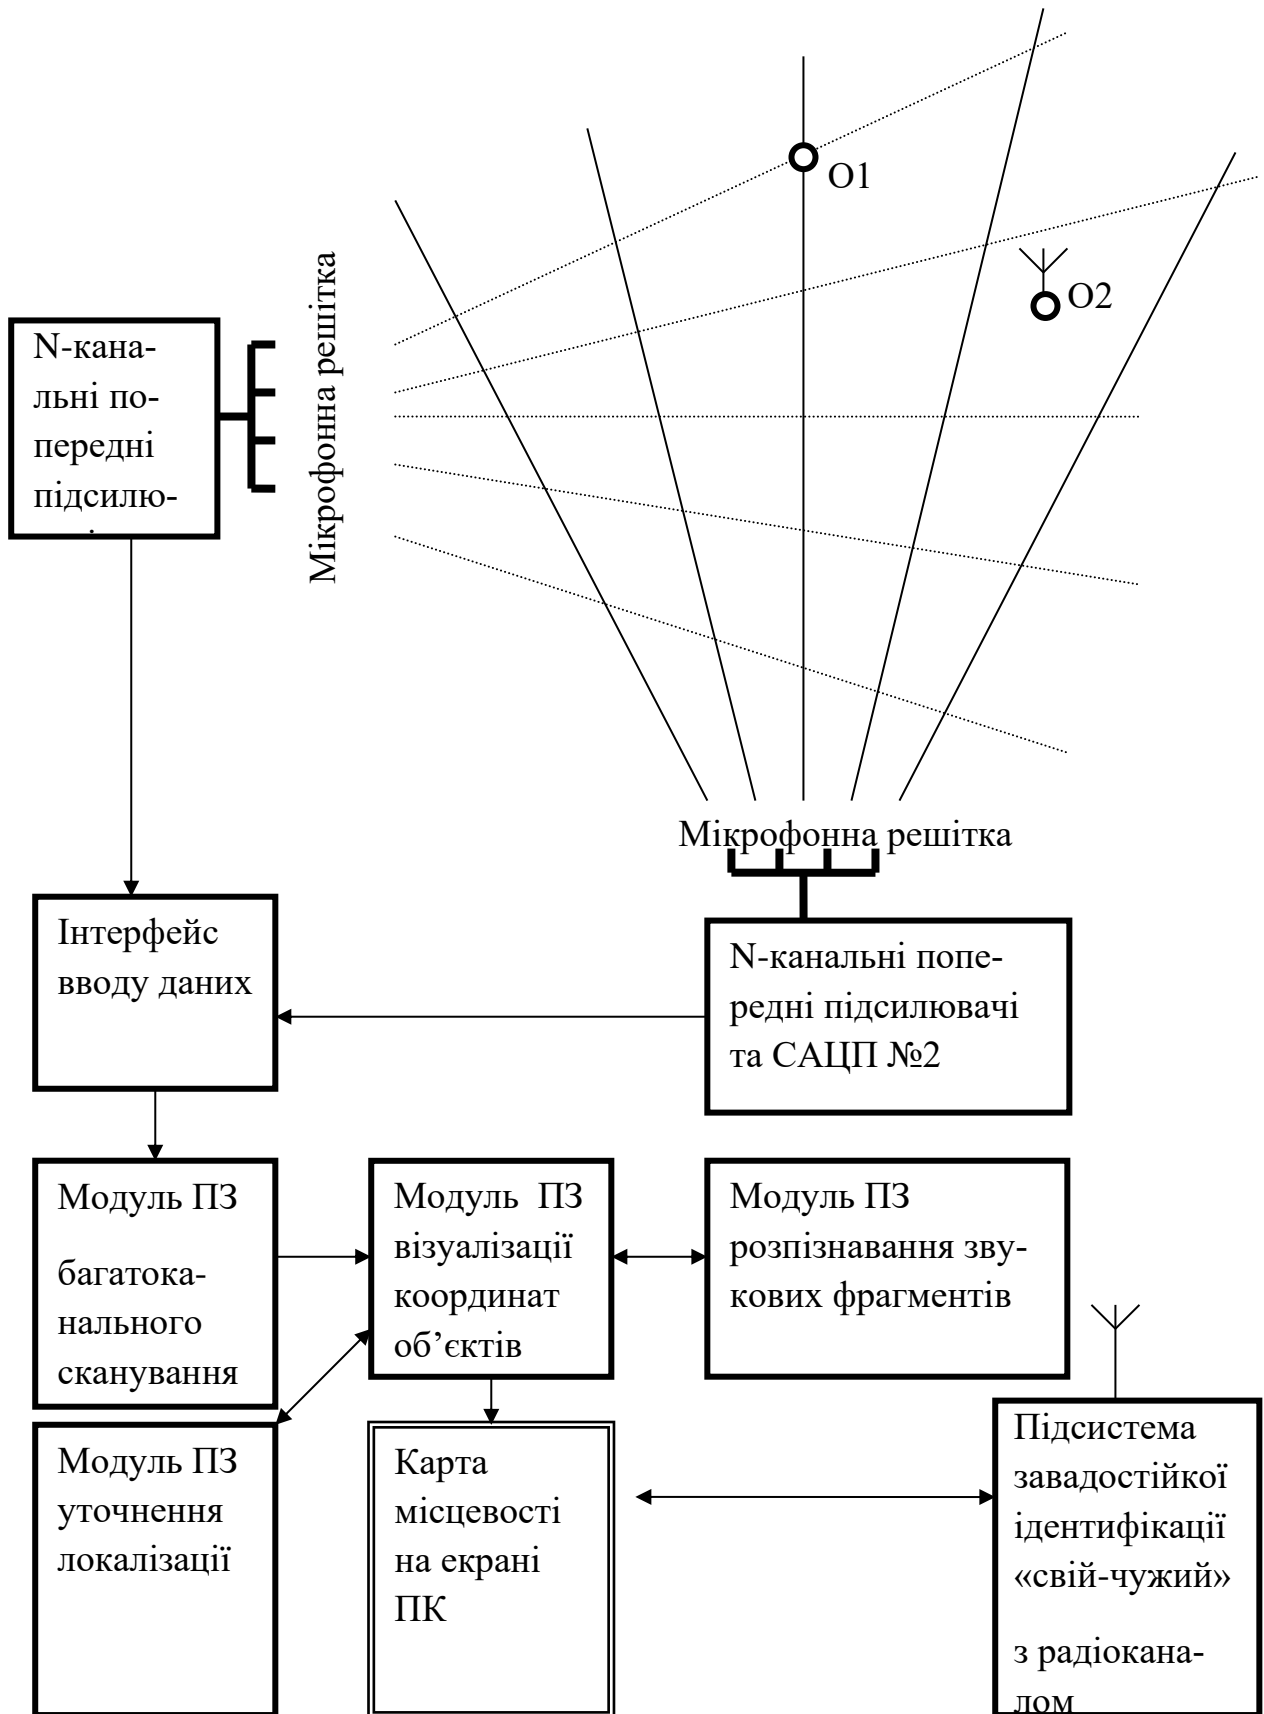 О1
О2
Мікрофонна решітка
N-кана-
льні по-
передні
підсилю-
Мікрофонна решітка
Інтерфейс
вводу даних
N-канальні попе-
редні підсилювачі
та САЦП №2
Модуль ПЗ
багатока-
нального
сканування
Модуль ПЗ
візуалізації
координат
об’єктів
Модуль ПЗ
розпізнавання зву-
кових фрагментів
Модуль ПЗ
уточнення
локалізації
Карта
місцевості
на екрані
ПК
Підсистема
завадостійкої
ідентифікації
«свій-чужий»
з радіокана-
лом